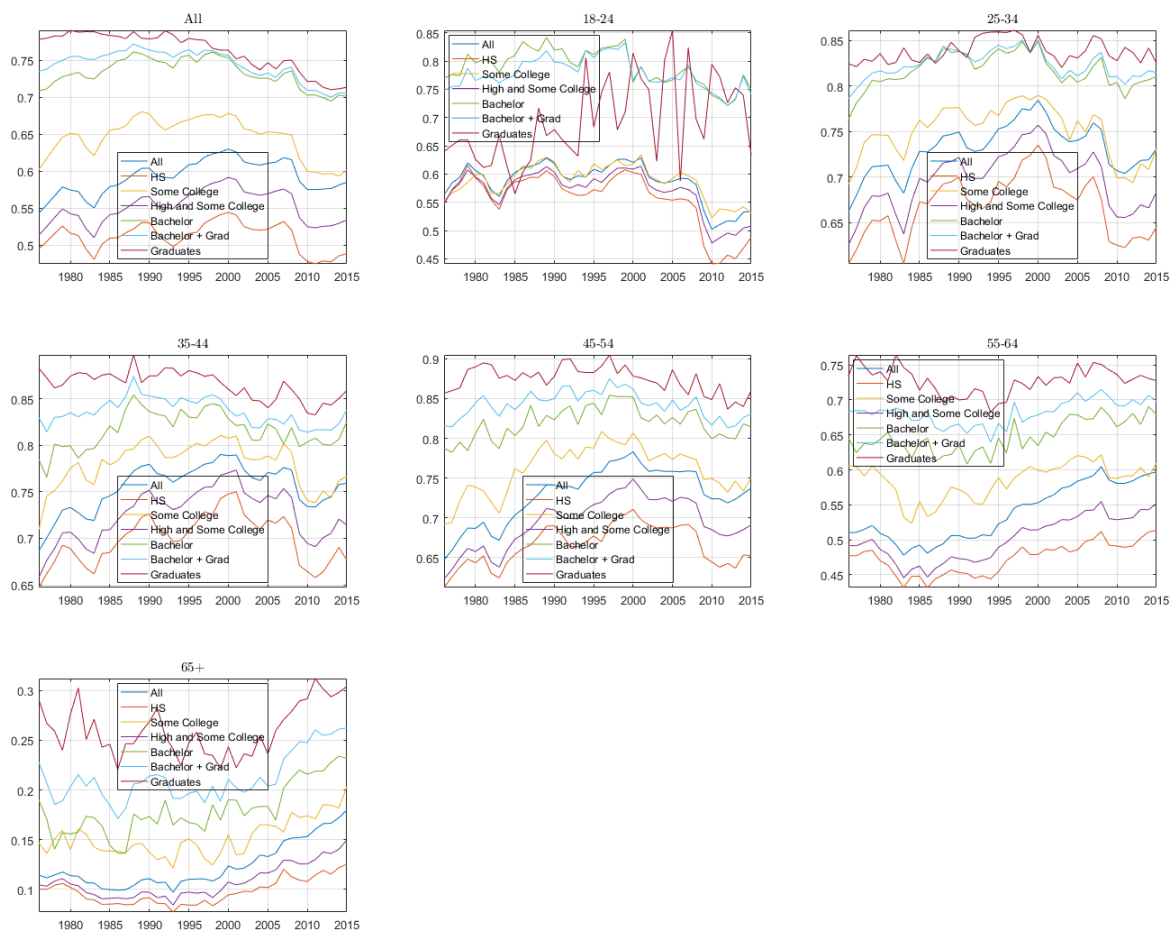 All
0.75
0.7
0.65
0.6
0.55
0.5
1980 1985 1990 1995 2000 2005 2010 2015
All
HS
Some College
High and Some College
Bachelor
Bachelor + Grad
Graduates
18-24
0.85
0.8
0.75
0.7
0.65
0.6
0.55
0.5
0.45
1980 1985 1990 1995 2000 2005 2010 2015
All
HS
Some College
High and Some College
Bachelor
Bachelor + Grad
Graduates
25-34
0.85
0.8
0.75
0.7
0.65
1980 1985 1990 1995 2000 2005 2010 2015
All
HS
Some College
High and Some College
Bachelor
Bachelor + Grad
Graduates
35-44
0.85
0.8
0.75
0.7
0.65
1980 1985 1990 1995 2000 2005 2010 2015
All
HS
Some College
High and Some College
Bachelor
Bachelor + Grad
Graduates
45-54
0.9
0.85
0.8
0.75
0.7
0.65
1980 1985 1990 1995 2000 2005 2010 2015
All
HS
Some College
High and Some College
Bachelor
Bachelor + Grad
Graduates
55-64
0.75
0.7
0.65
0.6
0.55
0.5
0.45
1980 1985 1990 1995 2000 2005 2010 2015
All
HS
Some College
High and Some College
Bachelor
Bachelor + Grad
Graduates
65+
0.3
0.25
0.2
0.15
0.1
1980 1985 1990 1995 2000 2005 2010 2015
All
HS
Some College
High and Some College
Bachelor
Bachelor + Grad
Graduates